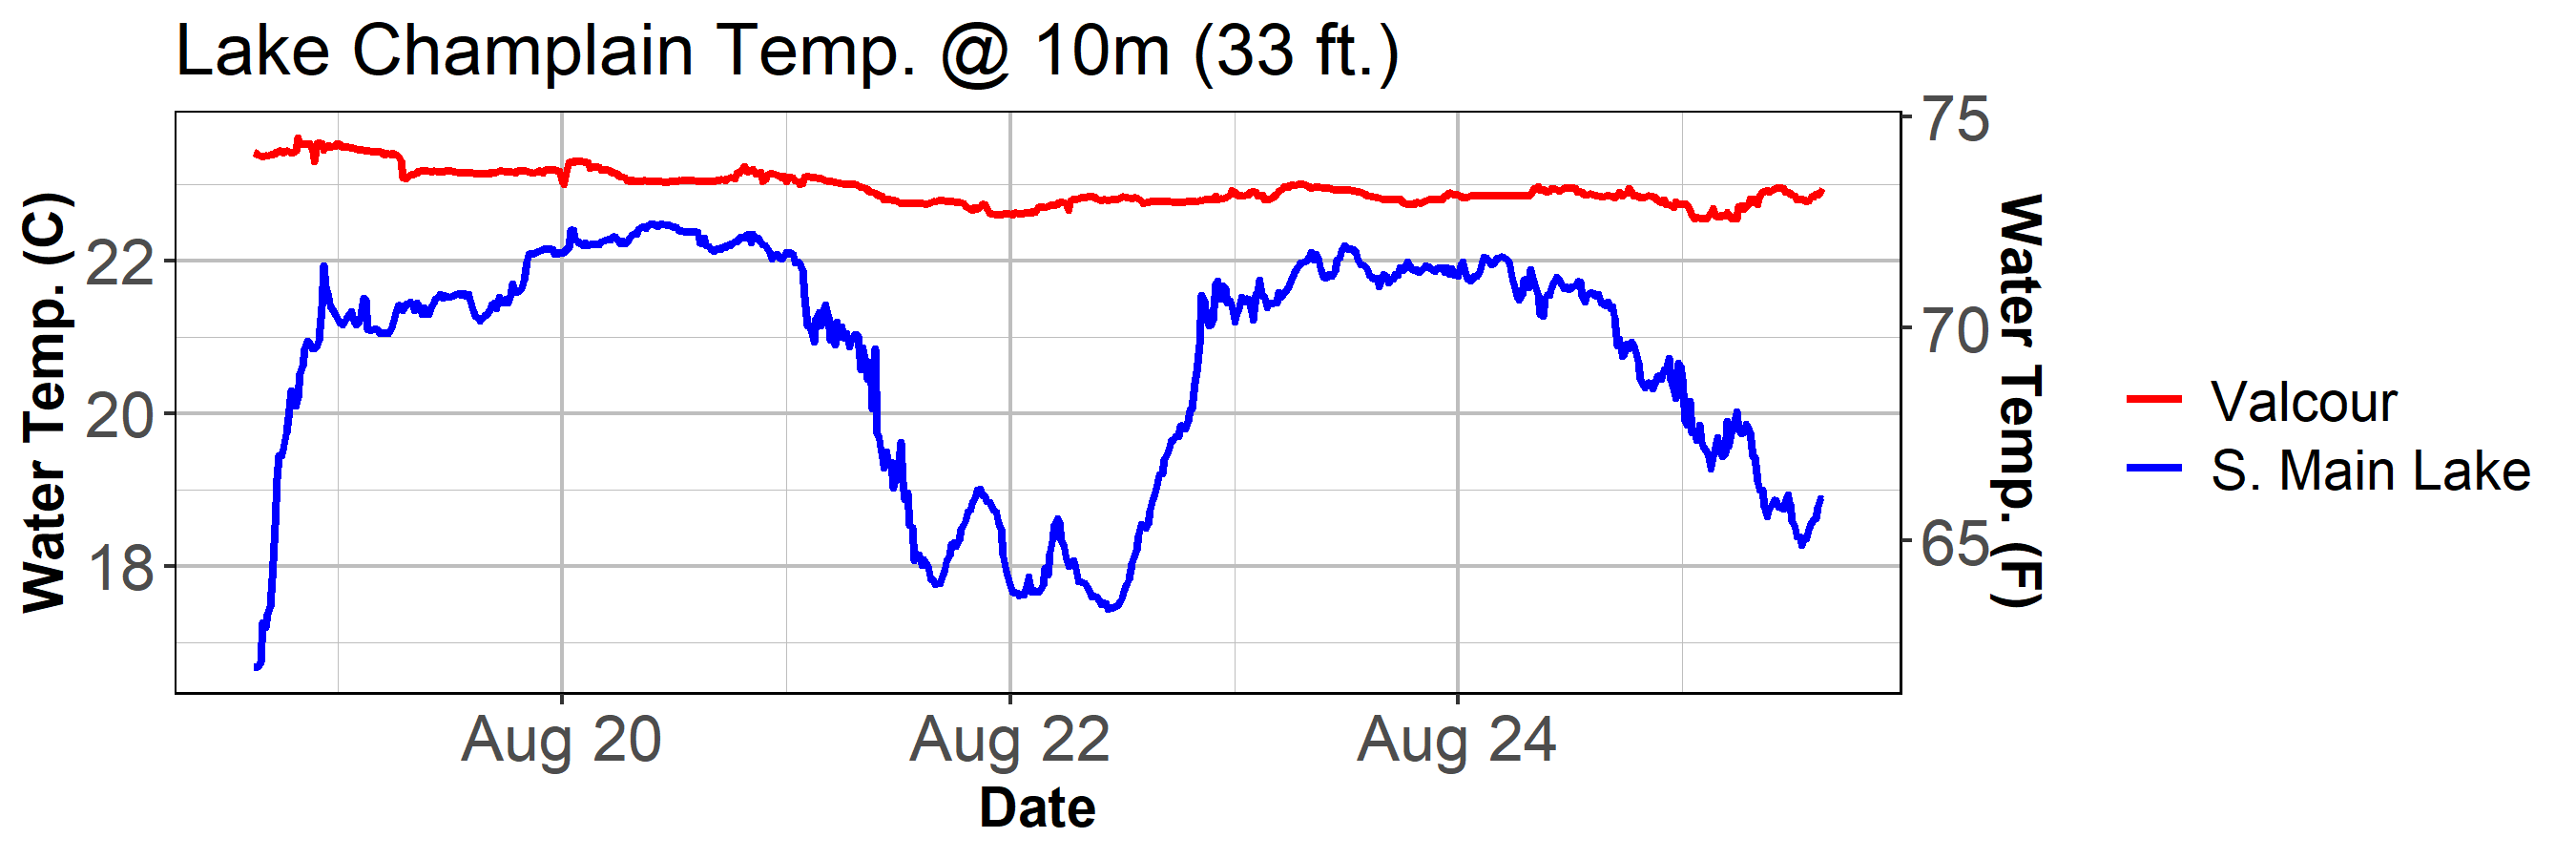 Lake Champlain Temp. @ 10m (33 ft.)
Water Temp. (C)
22
20
18
75
70
65
Water Temp. (F)
Aug 20
Aug 22
Aug 24
Date
Valcour
S. Main Lake